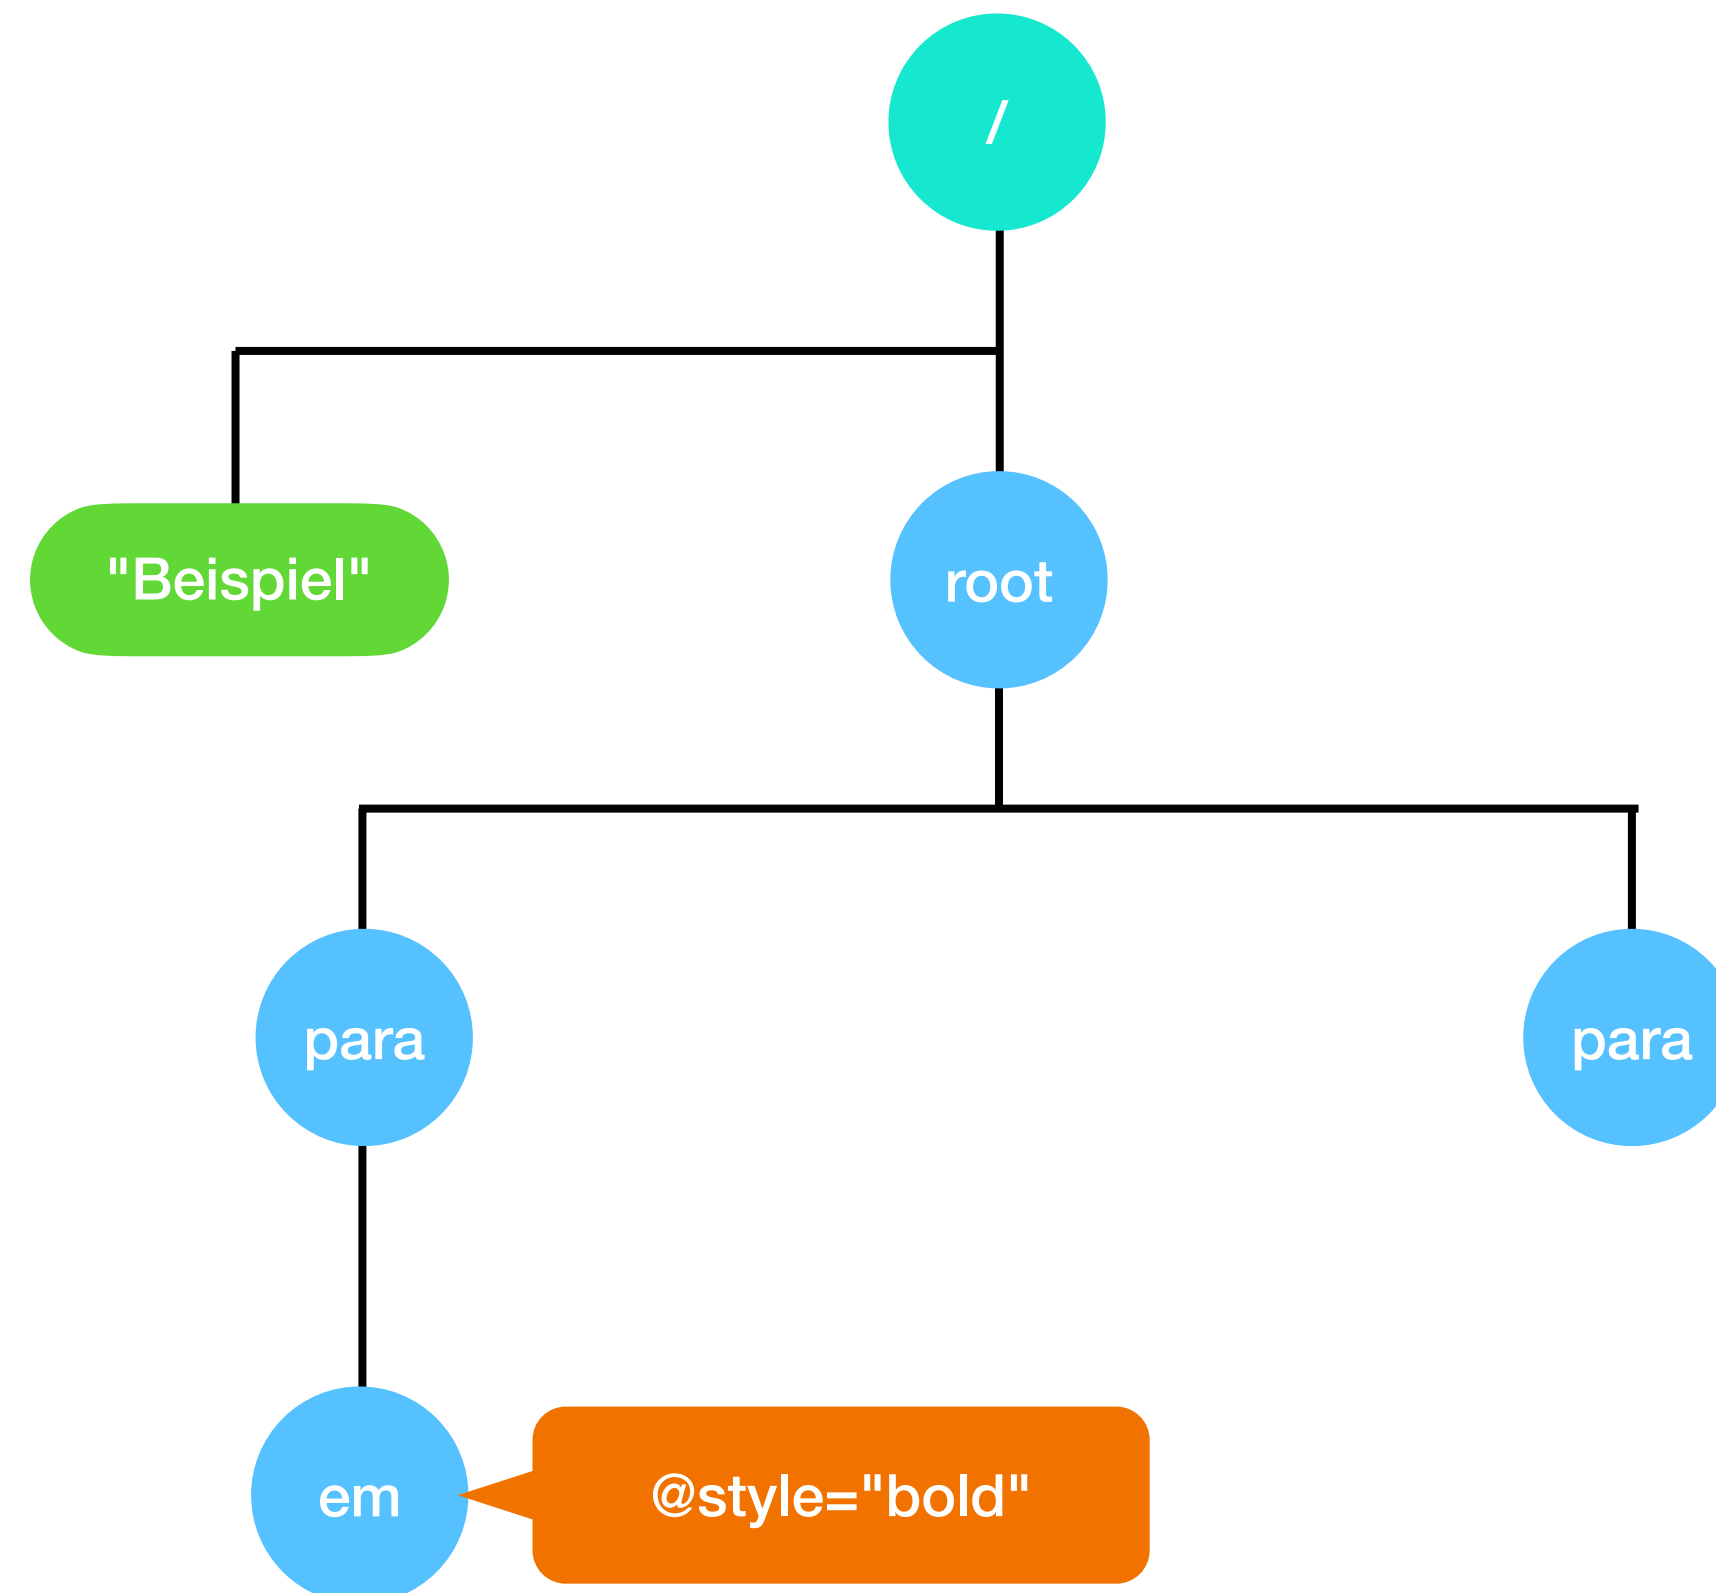 /
"Beispiel"
root
para
para
em
@style="bold"